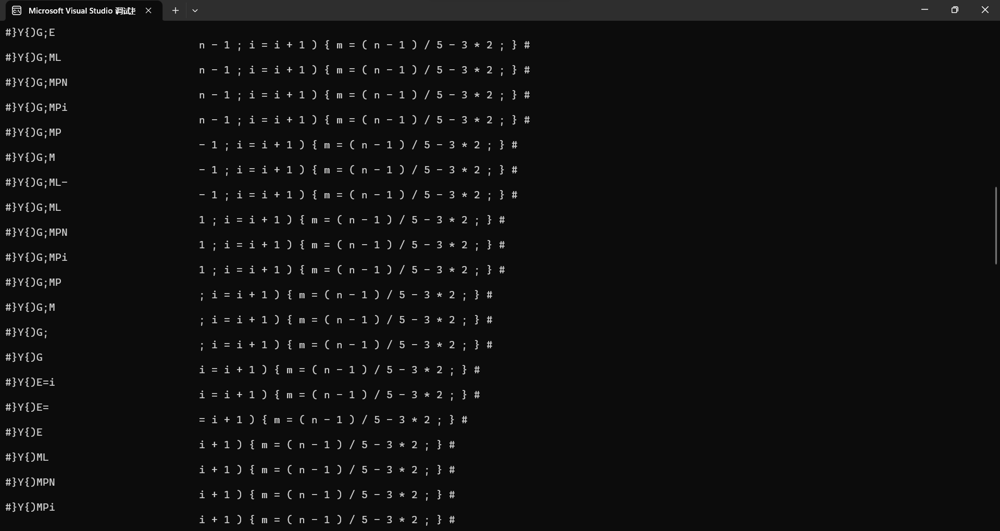 Microsoft Visual Studio 调试
#}Y{)G;E
n - 1 ; i = i + 1 ) { m = ( n - 1 ) / 5 - 3 * 2 ; } #
#}Y{)G;ML
n - 1 ; i = i + 1 ) { m = ( n - 1 ) / 5 - 3 * 2 ; } #
#}Y{)G;MPN
n - 1 ; i = i + 1 ) { m = ( n - 1 ) / 5 - 3 * 2 ; } #
#}Y{)G;MPi
n - 1 ; i = i + 1 ) { m = ( n - 1 ) / 5 - 3 * 2 ; } #
#}Y{)G;MP
- 1 ; i = i + 1 ) { m = ( n - 1 ) / 5 - 3 * 2 ; } #
#}Y{)G;M
- 1 ; i = i + 1 ) { m = ( n - 1 ) / 5 - 3 * 2 ; } #
#}Y{)G;ML-
- 1 ; i = i + 1 ) { m = ( n - 1 ) / 5 - 3 * 2 ; } #
#}Y{)G;ML
1 ; i = i + 1 ) { m = ( n - 1 ) / 5 - 3 * 2 ; } #
#}Y{)G;MPN
1 ; i = i + 1 ) { m = ( n - 1 ) / 5 - 3 * 2 ; } #
#}Y{)G;MPi
1 ; i = i + 1 ) { m = ( n - 1 ) / 5 - 3 * 2 ; } #
#}Y{)G;MP
; i = i + 1 ) { m = ( n - 1 ) / 5 - 3 * 2 ; } #
#}Y{)G;M
; i = i + 1 ) { m = ( n - 1 ) / 5 - 3 * 2 ; } #
#}Y{)G;
; i = i + 1 ) { m = ( n - 1 ) / 5 - 3 * 2 ; } #
#}Y{)G
i = i + 1 ) { m = ( n - 1 ) / 5 - 3 * 2 ; } #
#}Y{)E=i
i = i + 1 ) { m = ( n - 1 ) / 5 - 3 * 2 ; } #
#}Y{)E=
= i + 1 ) { m = ( n - 1 ) / 5 - 3 * 2 ; } #
#}Y{)E
i + 1 ) { m = ( n - 1 ) / 5 - 3 * 2 ; } #
#}Y{)ML
i + 1 ) { m = ( n - 1 ) / 5 - 3 * 2 ; } #
#}Y{)MPN
i + 1 ) { m = ( n - 1 ) / 5 - 3 * 2 ; } #
#}Y{)MPi
i + 1 ) { m = ( n - 1 ) / 5 - 3 * 2 ; } #